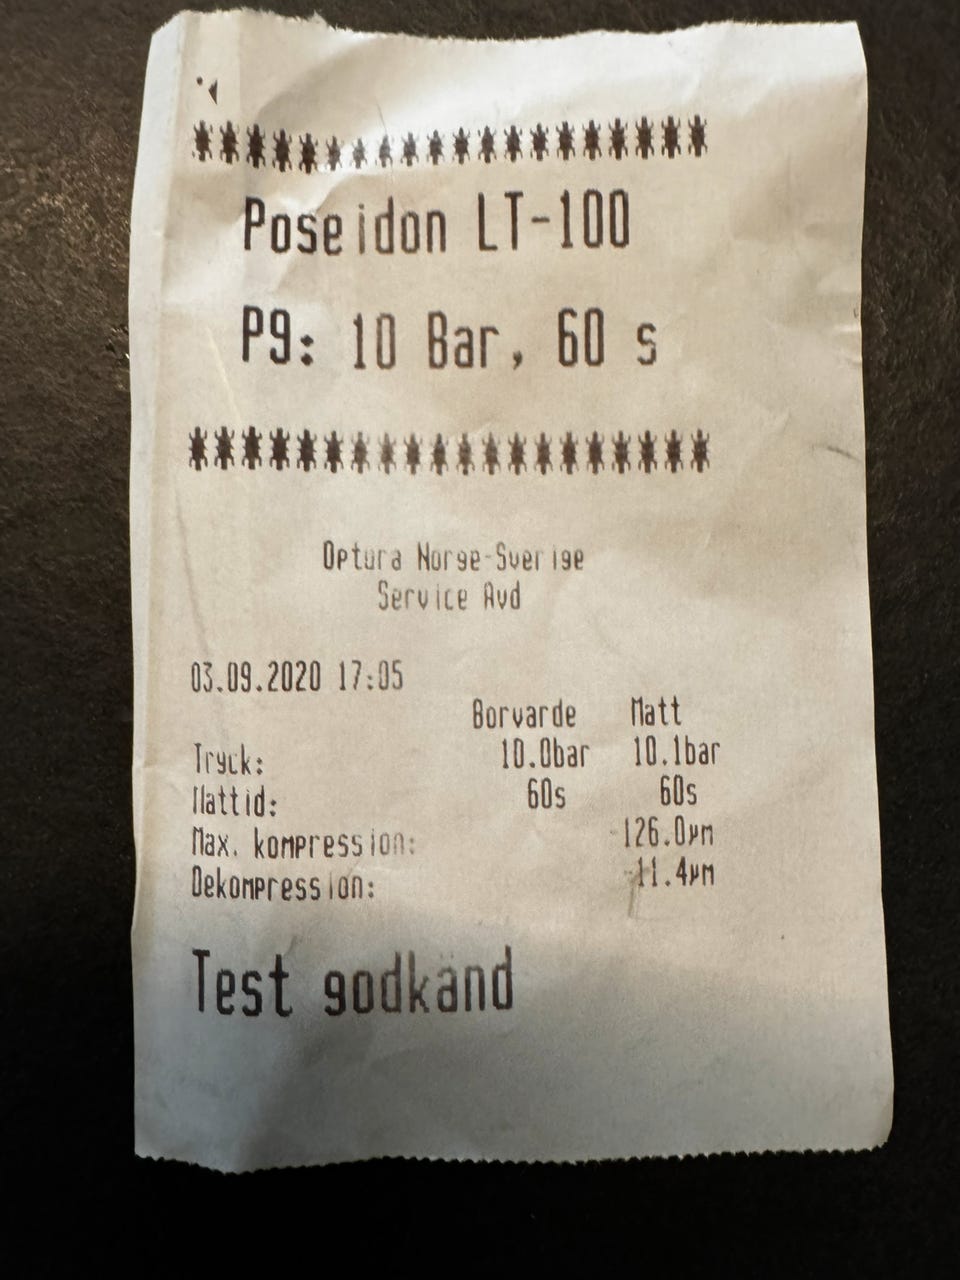 ********************
Poseidon LT-100
P9: 10 Bar, 60 s
********************
Optura Norge-Sverige
Service Avd
03.09.2020 17:05
Borvarde Matt
Tryck: 10.0bar 10.1bar
Mattid: 60s 60s
Max. kompression: -126.0µm
Dekompression: -11.4µm
Test godkänd